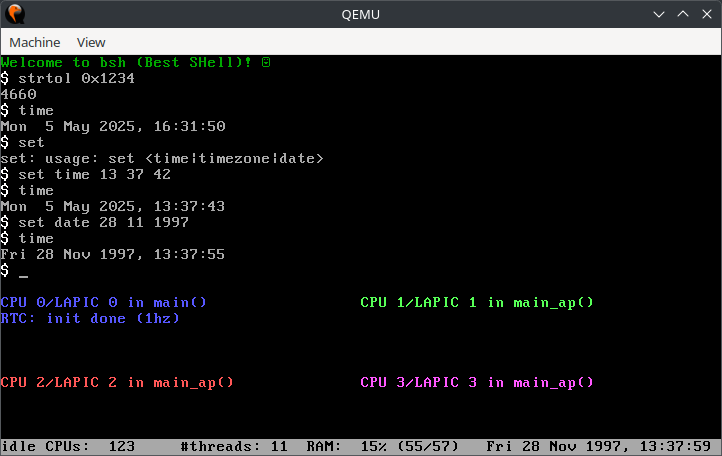 QEMU
Machine View
Welcome to bsh (Best SHell)!
$ strtol 0x1234
4660
$ time
Mon  5 May 2025, 16:31:50
$ set
set: usage: set <time|timezone|date>
$ set time 13 37 42
$ time
Mon  5 May 2025, 13:37:43
$ set date 28 11 1997
$ time
Fri 28 Nov 1997, 13:37:55
$ _
CPU 0/LAPIC 0 in main() CPU 1/LAPIC 1 in main_ap()
RTC: init done (1hz)
CPU 2/LAPIC 2 in main_ap() CPU 3/LAPIC 3 in main_ap()
idle CPUs:  123 #threads: 11 RAM:  15% (55/57) Fri 28 Nov 1997, 13:37:59